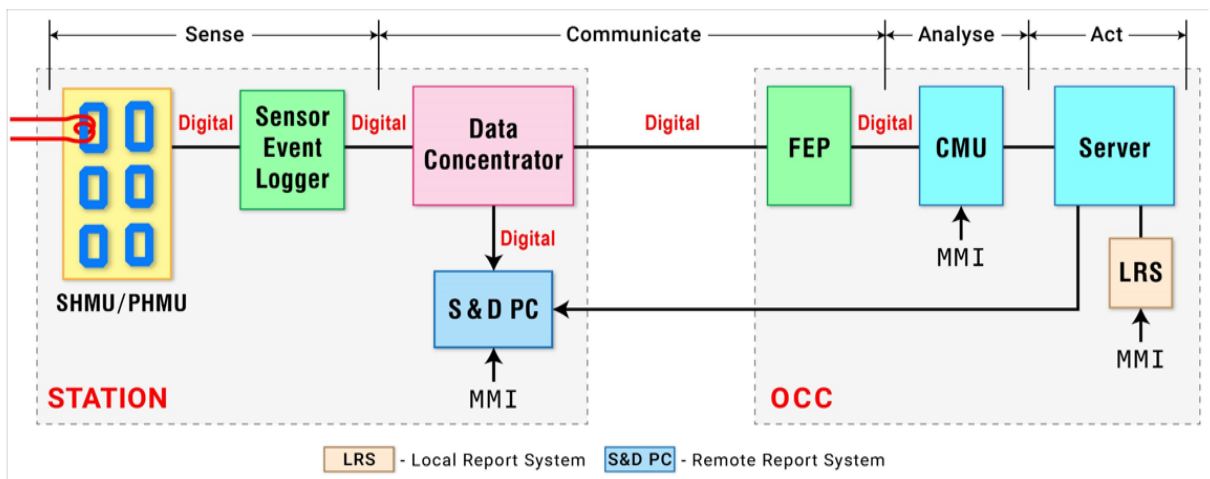 Sense
Communicate
Analyse
Act
Digital
Sensor
Event
Logger
Digital
Data
Concentrator
Digital
FEP
Digital
CMU
Server
SHMU/PHMU
Digital
S & D PC
MMI
MMI
LRS
MMI
STATION
OCC
LRS - Local Report System
S&D PC - Remote Report System